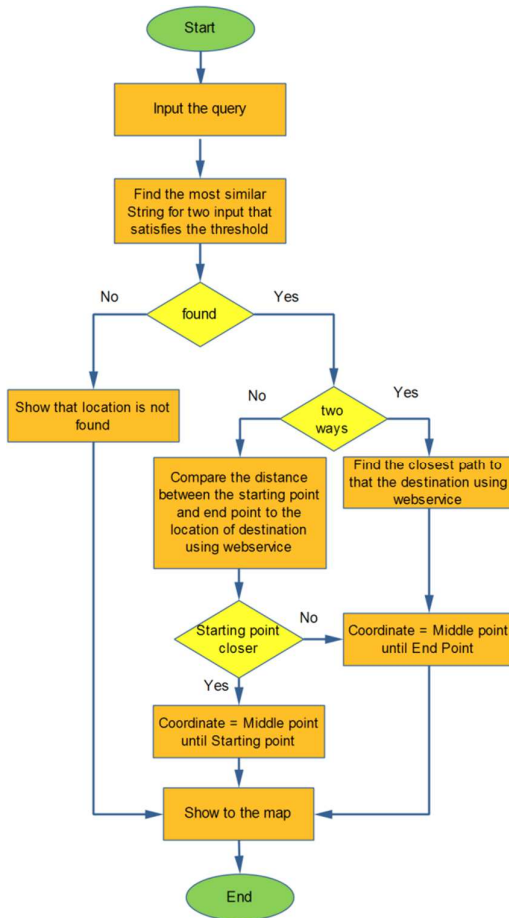 Start
Input the query
Find the most similar
String for two input that
satisfies the threshold
No
Yes
found
Show that location is not
found
No
Yes
two
ways
Compare the distance
between the starting point
and end point to the
location of destination
using webservice
Find the closest path to
that the destination using
webservice
Starting point
closer
No
Coordinate = Middle point
until End Point
Yes
Coordinate = Middle point
until Starting point
Show to the map
End